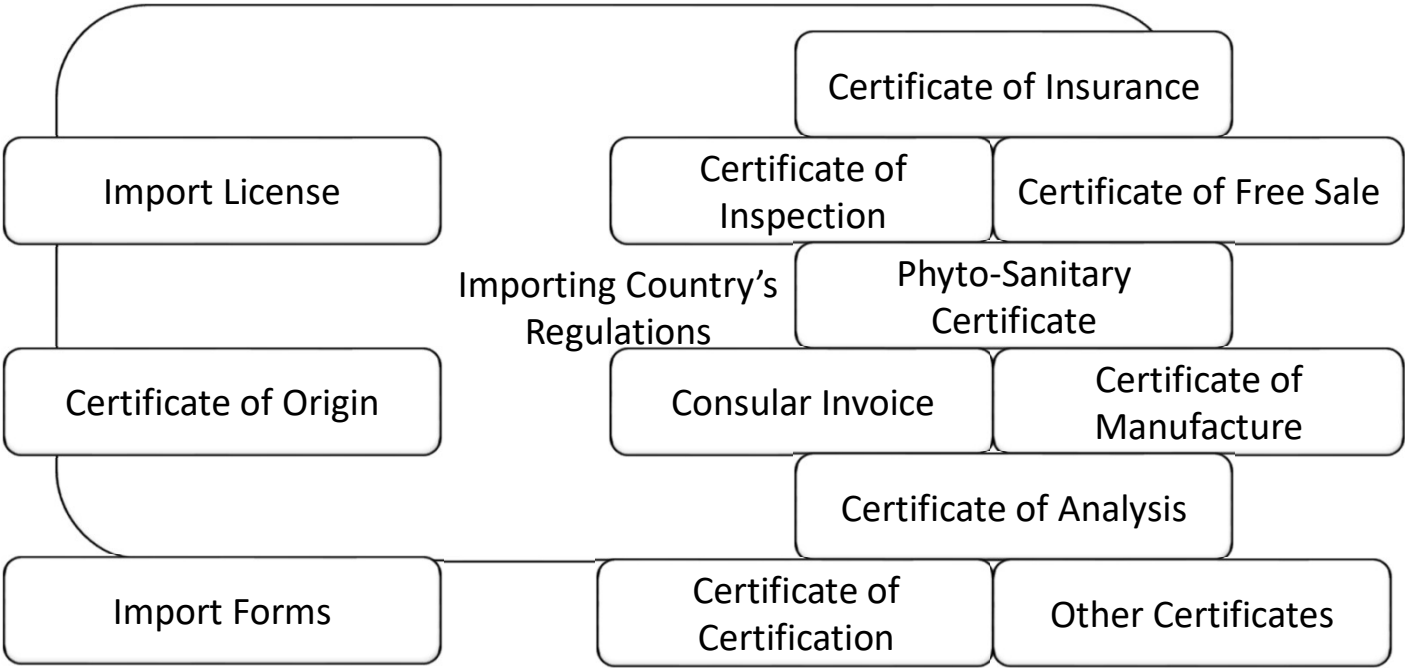 Certificate of Insurance
Import License
Certificate of
Inspection
Certificate of Free Sale
Importing Country’s
Regulations
Phyto-Sanitary
Certificate
Certificate of Origin
Consular Invoice
Certificate of
Manufacture
Certificate of Analysis
Import Forms
Certificate of
Certification
Other Certificates